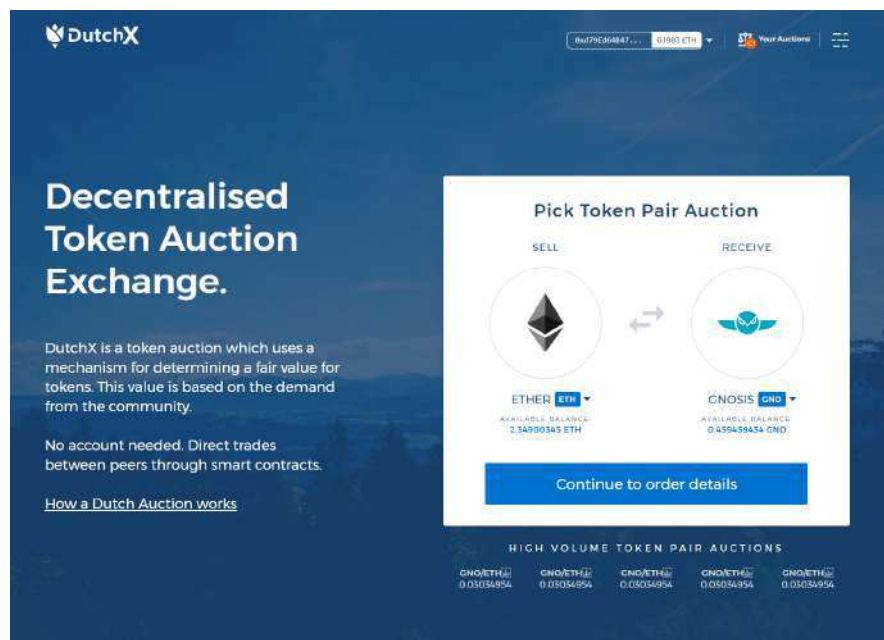 DutchX
0.1983 ETH
Your Auctions
Decentralised
Token Auction
Exchange.
DutchX is a token auction which uses a
mechanism for determining a fair value for
tokens. This value is based on the demand
from the community.
No account needed. Direct trades
between peers through smart contracts.
How a Dutch Auction works
Pick Token Pair Auction
SELL
RECEIVE
ETHER ETH
GNOSIS GNO
AVAILABLE BALANCE
AVAILABLE BALANCE
2.34900345 ETH
0.459459434 GNO
Continue to order details
HIGH VOLUME TOKEN PAIR AUCTIONS
GNO/ETH GNO/ETH GNO/ETH GNO/ETH GNO/ETH
0.03034954 0.03034954 0.03034954 0.03034954 0.03034954